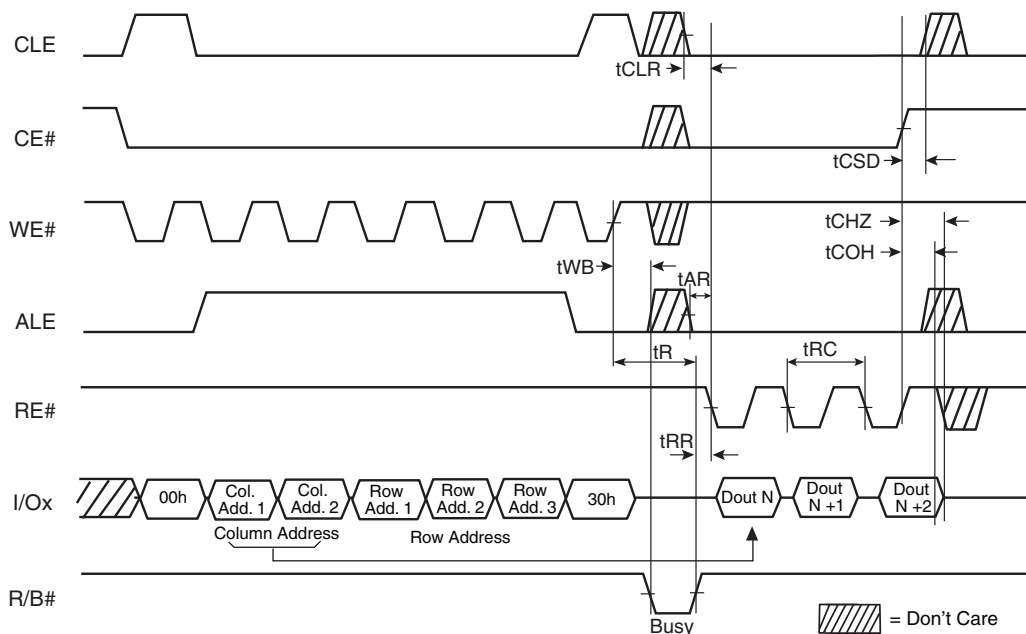 CLE
tCLR
CE#
tCSD
WE#
tCHZ
tCOH
tWB
tAR
ALE
tR
tRC
RE#
tRR
I/Ox
00h
Col.
Add. 1
Col.
Add. 2
Row
Add. 1
Row
Add. 2
Row
Add. 3
30h
Dout N
Dout
N +1
Dout
N +2
Column Address
Row Address
R/B#
Busy
= Don't Care